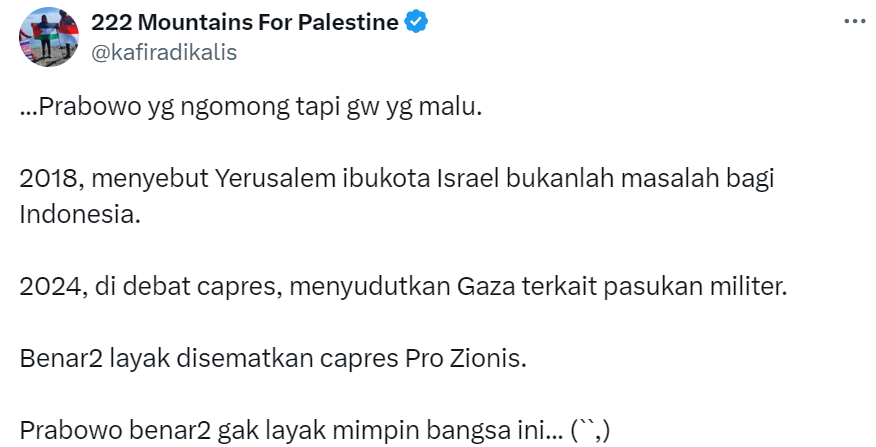 222 Mountains For Palestine
@kafiradikalis
...Prabowo yg ngomong tapi gw yg malu.
2018, menyebut Yerusalem ibukota Israel bukanlah masalah bagi
Indonesia.
2024, di debat capres, menyudutkan Gaza terkait pasukan militer.
Benar2 layak disematkan capres Pro Zionis.
Prabowo benar2 gak layak mimpin bangsa ini... (``,)